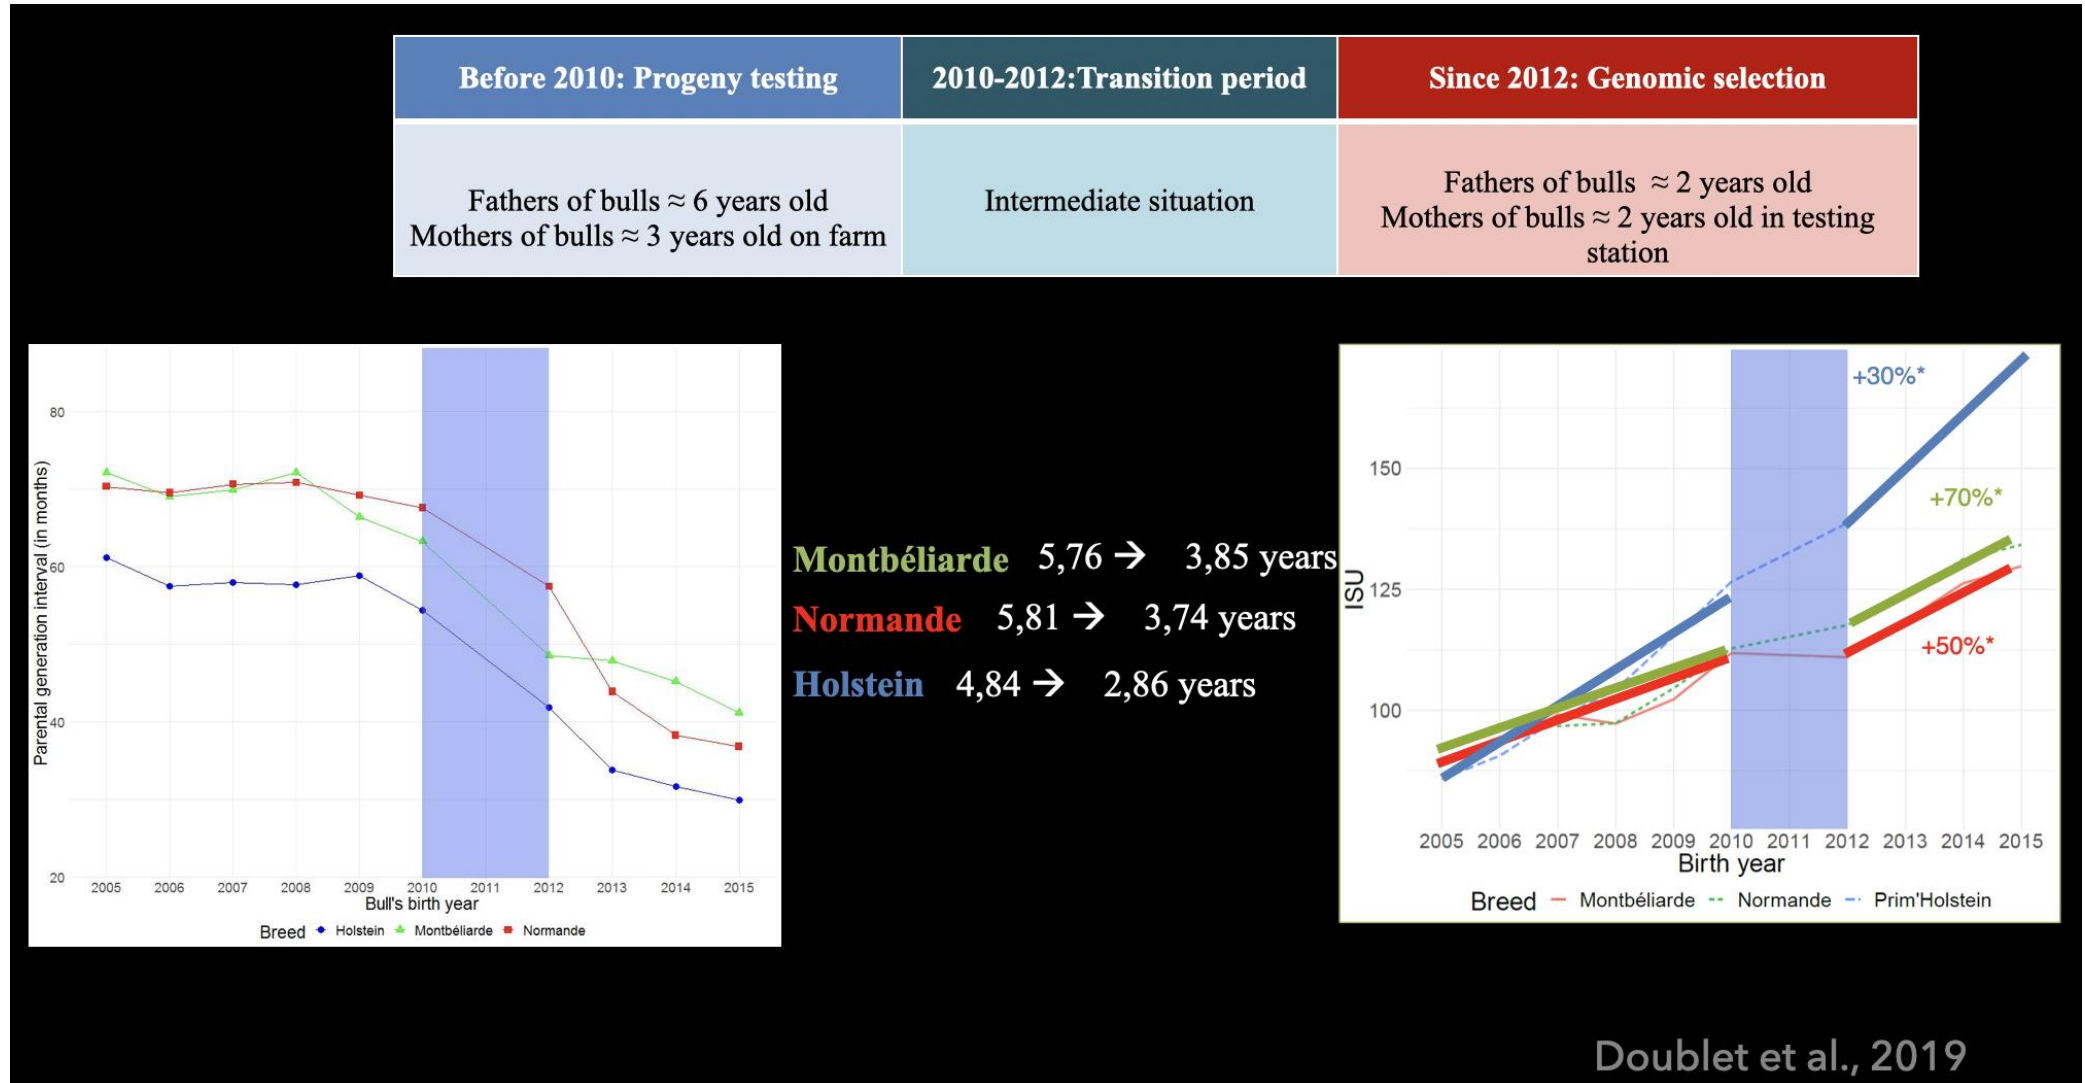 Before 2010: Progeny testing
2010-2012:Transition period
Since 2012: Genomic selection
Fathers of bulls ≈ 6 years old
Mothers of bulls ≈ 3 years old on farm
Intermediate situation
Fathers of bulls ≈ 2 years old
Mothers of bulls ≈ 2 years old in testing
station
Parental generation interval (in months)
80
60
40
20
2005 2006 2007 2008 2009 2010 2011 2012 2013 2014 2015
Bull's birth year
Breed Holstein Montbéliarde Normande
Montbéliarde 5,76 → 3,85 years
Normande 5,81 → 3,74 years
Holstein 4,84 → 2,86 years
ISU
150
125
100
+30%*
+70%*
+50%*
2005 2006 2007 2008 2009 2010 2011 2012 2013 2014 2015
Birth year
Breed Montbéliarde Normande Prim'Holstein
Doublet et al., 2019